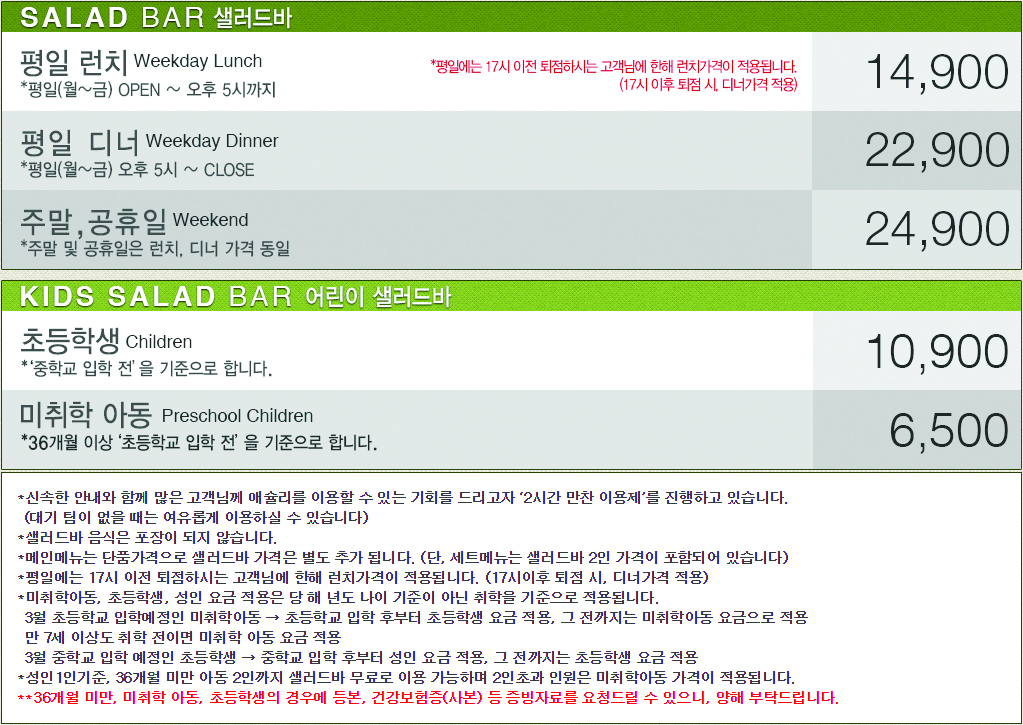 SALAD BAR 샐러드바
평일 런치 Weekday Lunch
*평일(월~금) OPEN ~ 오후 5시까지
*평일에는 17시 이전 퇴점하시는 고객님에 한해 런치가격이 적용됩니다.
(17시 이후 퇴점 시, 디너가격 적용)
14,900
평일 디너 Weekday Dinner
*평일(월~금) 오후 5시 ~ CLOSE
22,900
주말,공휴일 Weekend
*주말 및 공휴일은 런치, 디너 가격 동일
24,900
KIDS SALAD BAR 어린이 샐러드바
초등학생 Children
*‘중학교 입학 전’을 기준으로 합니다.
10,900
미취학 아동 Preschool Children
*36개월 이상 ‘초등학교 입학 전’ 을 기준으로 합니다.
6,500
*신속한 안내와 함께 많은 고객님께 애슐리를 이용할 수 있는 기회를 드리고자 ‘2시간 만찬 이용제’를 진행하고 있습니다.
(대기 팀이 없을 때는 여유롭게 이용하실 수 있습니다)
*샐러드바 음식은 포장이 되지 않습니다.
*메인메뉴는 단품가격으로 샐러드바 가격은 별도 추가 됩니다. (단, 세트메뉴는 샐러드바 2인 가격이 포함되어 있습니다)
*평일에는 17시 이전 퇴점하시는 고객님에 한해 런치가격이 적용됩니다. (17시이후 퇴점 시, 디너가격 적용)
*미취학아동, 초등학생, 성인 요금 적용은 당 해 년도 나이 기준이 아닌 취학을 기준으로 적용됩니다.
3월 초등학교 입학예정인 미취학아동 → 초등학교 입학 후부터 초등학생 요금 적용, 그 전까지는 미취학아동 요금으로 적용
만 7세 이상도 취학 전이면 미취학 아동 요금 적용
3월 중학교 입학 예정인 초등학생 → 중학교 입학 후부터 성인 요금 적용, 그 전까지는 초등학생 요금 적용
*성인1인기준, 36개월 미만 아동 2인까지 샐러드바 무료로 이용 가능하며 2인초과 인원은 미취학아동 가격이 적용됩니다.
**36개월 미만, 미취학 아동, 초등학생의 경우에 등본, 건강보험증(사본) 등 증빙자료를 요청드릴 수 있으니, 양해 부탁드립니다.